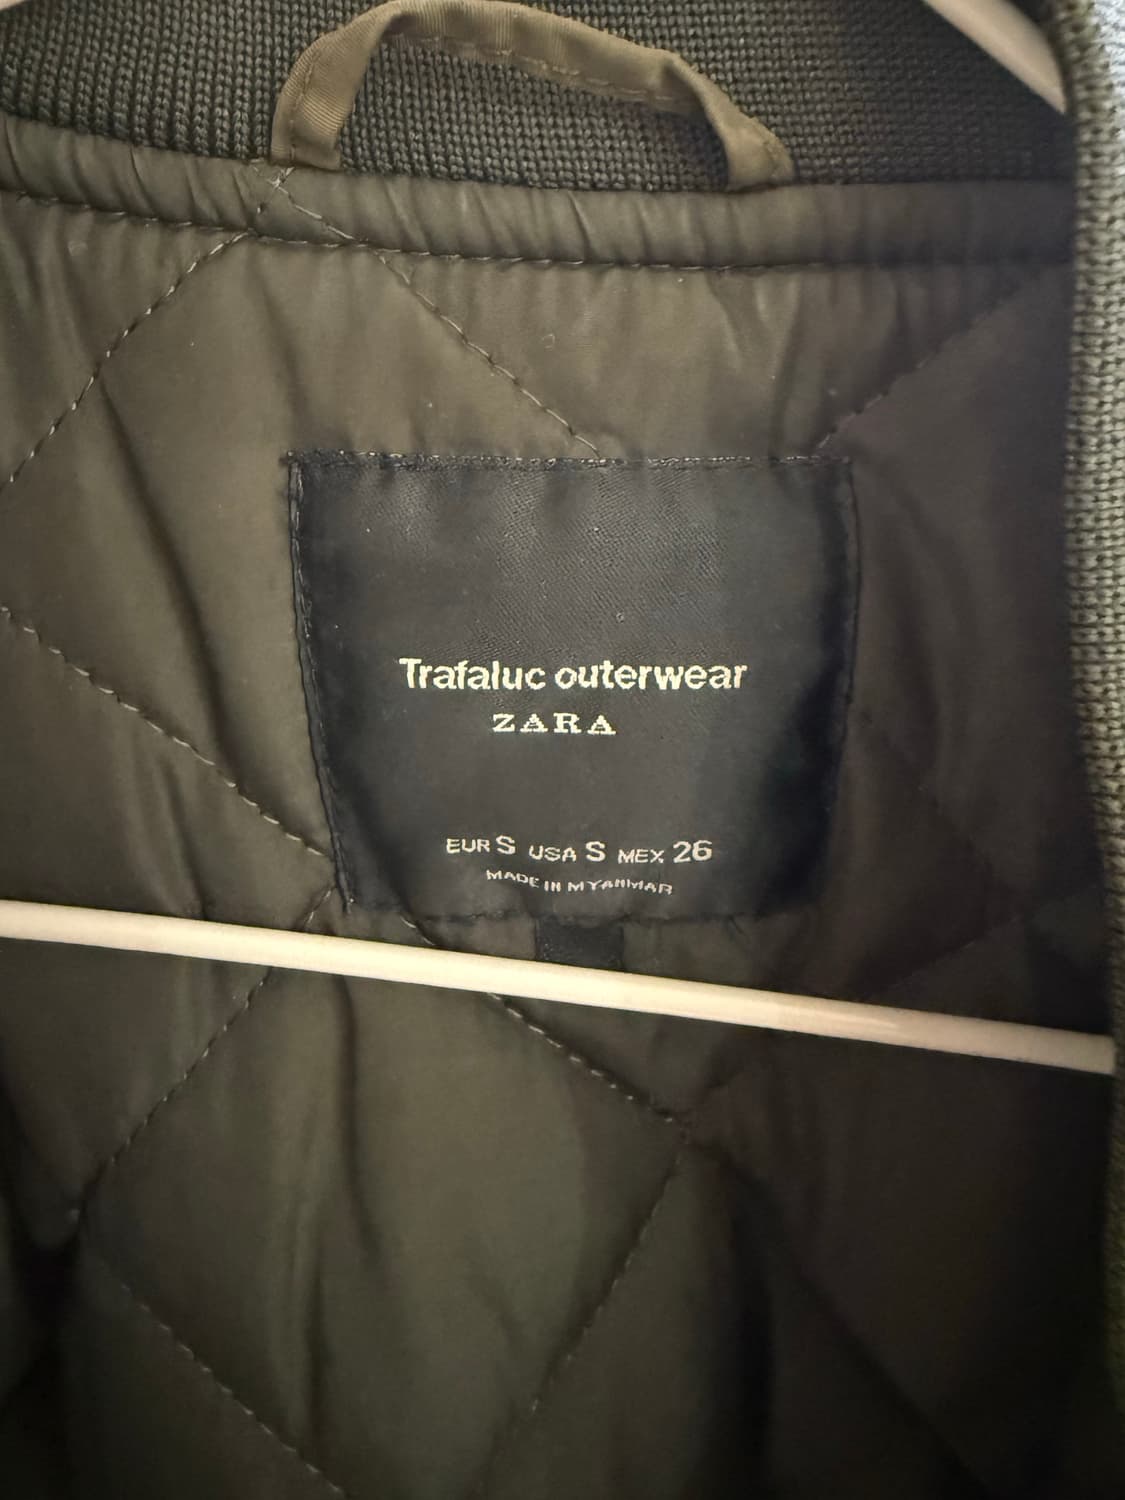 Trafaluc outerwear
ZARA
EUR S USA S MEX 26
MADE IN MYANMAR